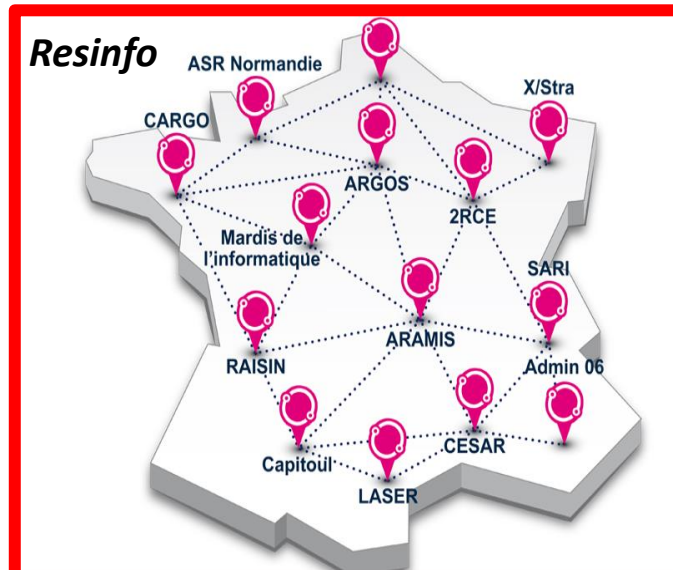 Resinfo
ASR Normandie
X/Stra
CARGO
ARGOS
2RCE
Mardis de
l'informatique
SARI
ARAMIS
RAISIN
Admin 06
Capitoul
CESAR
LASER